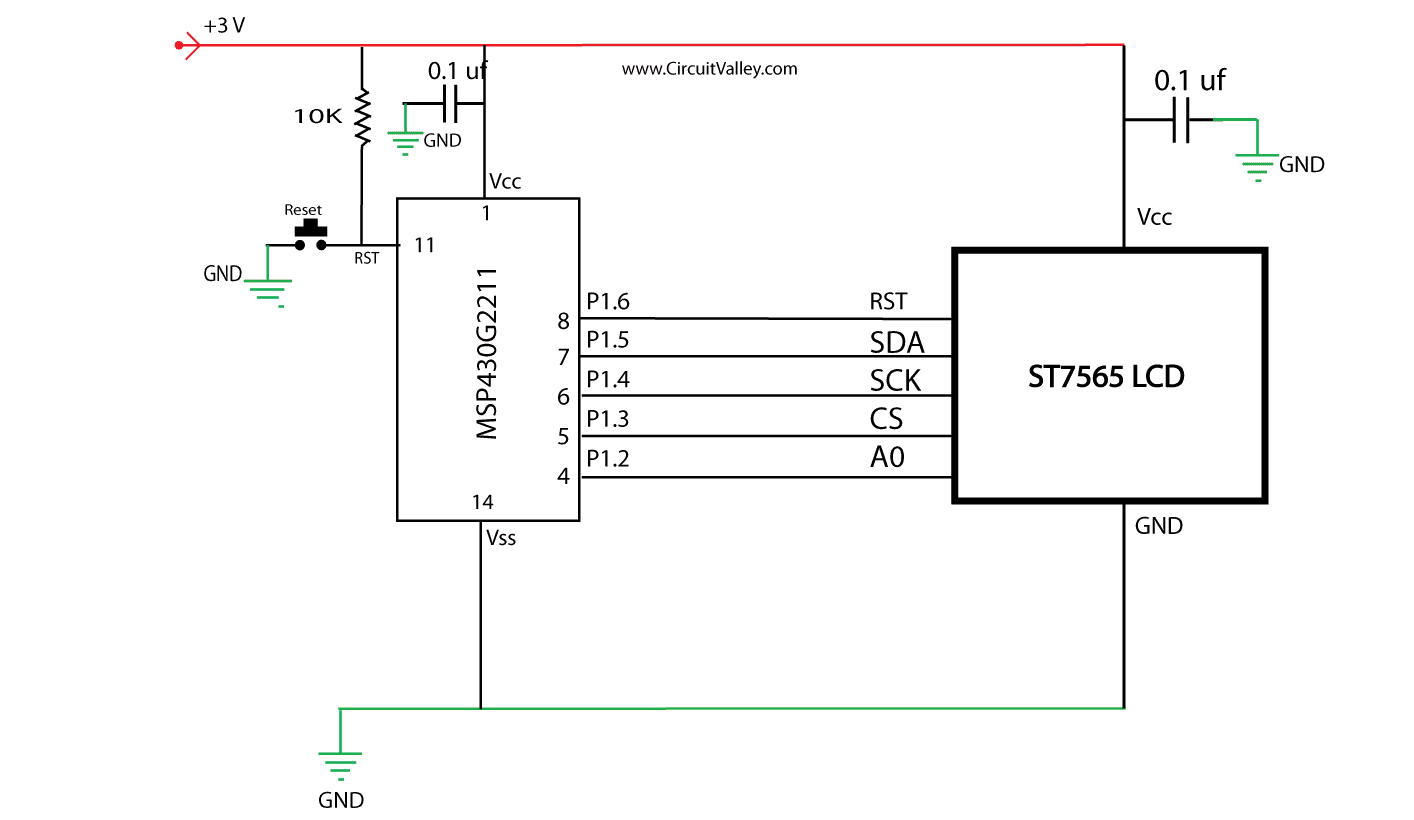 +3 V
www.CircuitValley.com
0.1 uf
0.1 uf
10K
GND
GND
Vcc
Vcc
Reset
1
11
RST
GND
MSP430G2211
P1.6
RST
8
P1.5
SDA
7
P1.4
SCK
6
P1.3
CS
5
P1.2
A0
4
ST7565 LCD
14
Vss
GND
GND